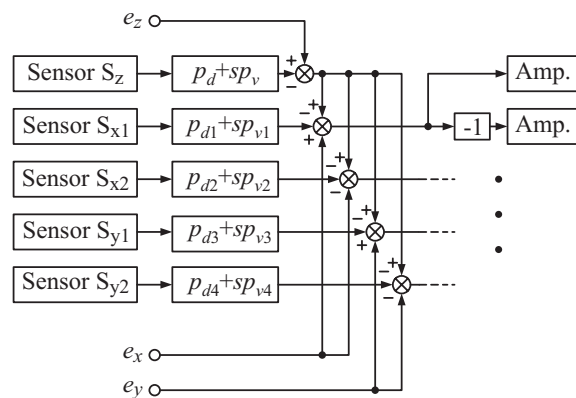 e_z
Sensor S_z p_d+sp_v + − Amp.
Sensor S_x1 p_d1+sp_v1 − + + -1 Amp.
Sensor S_x2 p_d2+sp_v2 − + −
Sensor S_y1 p_d3+sp_v3 − + +
Sensor S_y2 p_d4+sp_v4 − + −
e_x
e_y